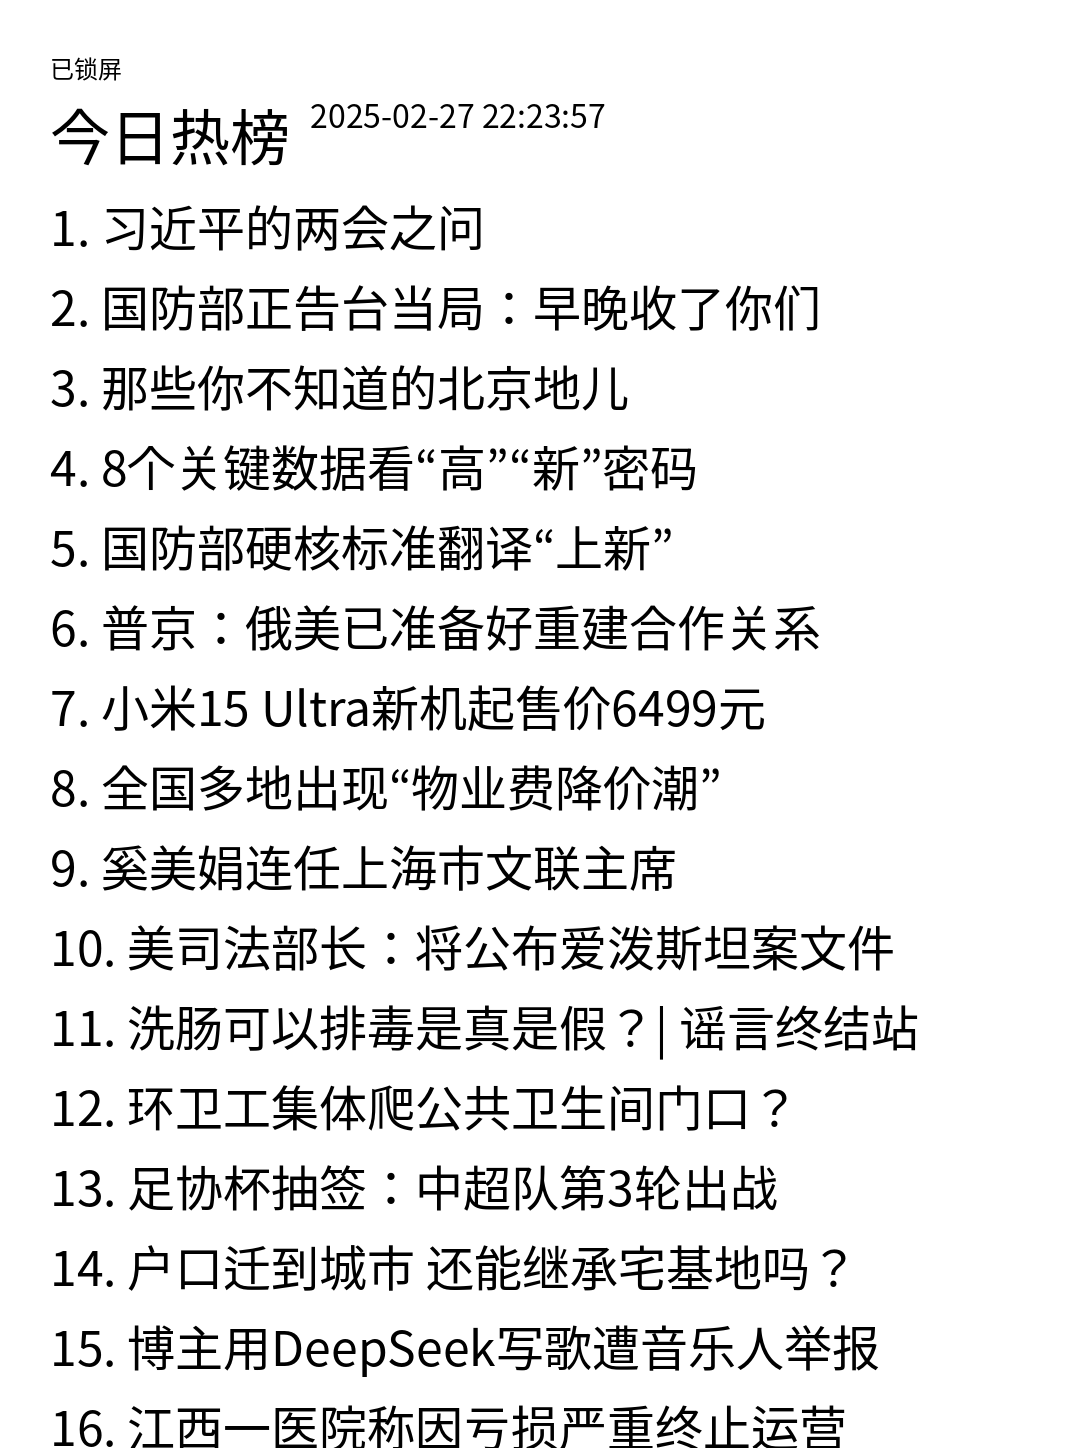 已锁屏
今日热榜 2025-02-27 22:23:57
1. 习近平的两会之问
2. 国防部正告台当局：早晚收了你们
3. 那些你不知道的北京地儿
4. 8个关键数据看“高”“新”密码
5. 国防部硬核标准翻译“上新”
6. 普京：俄美已准备好重建合作关系
7. 小米15 Ultra新机起售价6499元
8. 全国多地出现“物业费降价潮”
9. 奚美娟连任上海市文联主席
10. 美司法部长：将公布爱泼斯坦案文件
11. 洗肠可以排毒是真是假？| 谣言终结站
12. 环卫工集体爬公共卫生间门口？
13. 足协杯抽签：中超队第3轮出战
14. 户口迁到城市 还能继承宅基地吗？
15. 博主用DeepSeek写歌遭音乐人举报
16. 江西一医院称因亏损严重终止运营